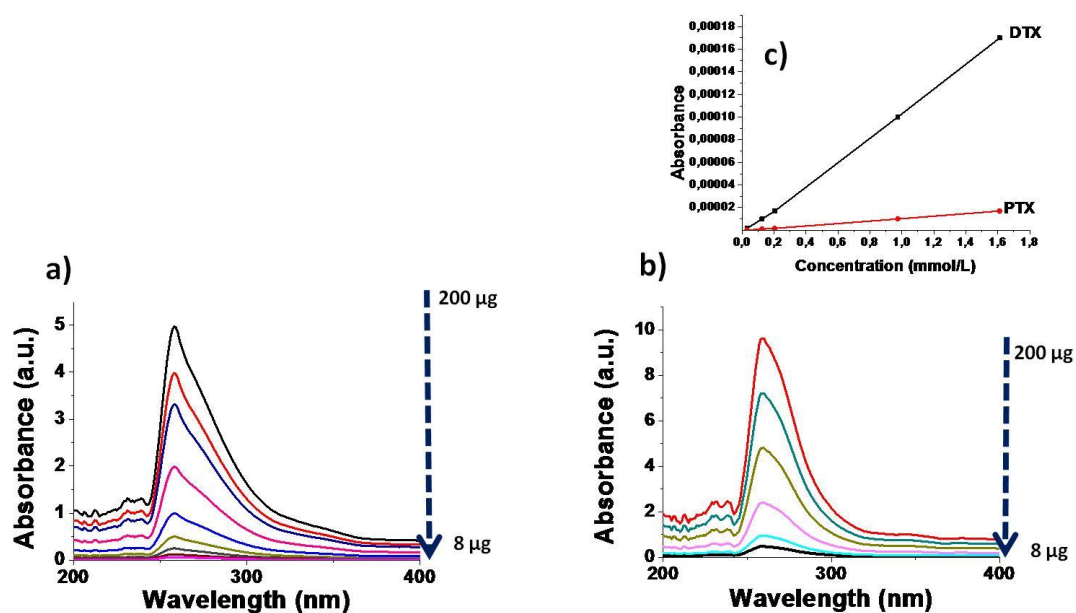 c)
0,00018
0,00016
0,00014
0,00012
0,00010
0,00008
0,00006
0,00004
0,00002
Absorbance
DTX
PTX
0,0 0,2 0,4 0,6 0,8 1,0 1,2 1,4 1,6 1,8
Concentration (mmol/L)
a)
5
4
3
2
1
0
Absorbance (a.u.)
200 300 400
Wavelength (nm)
200 µg
8 µg
b)
10
8
6
4
2
0
Absorbance (a.u.)
200 300 400
Wavelength (nm)
200 µg
8 µg